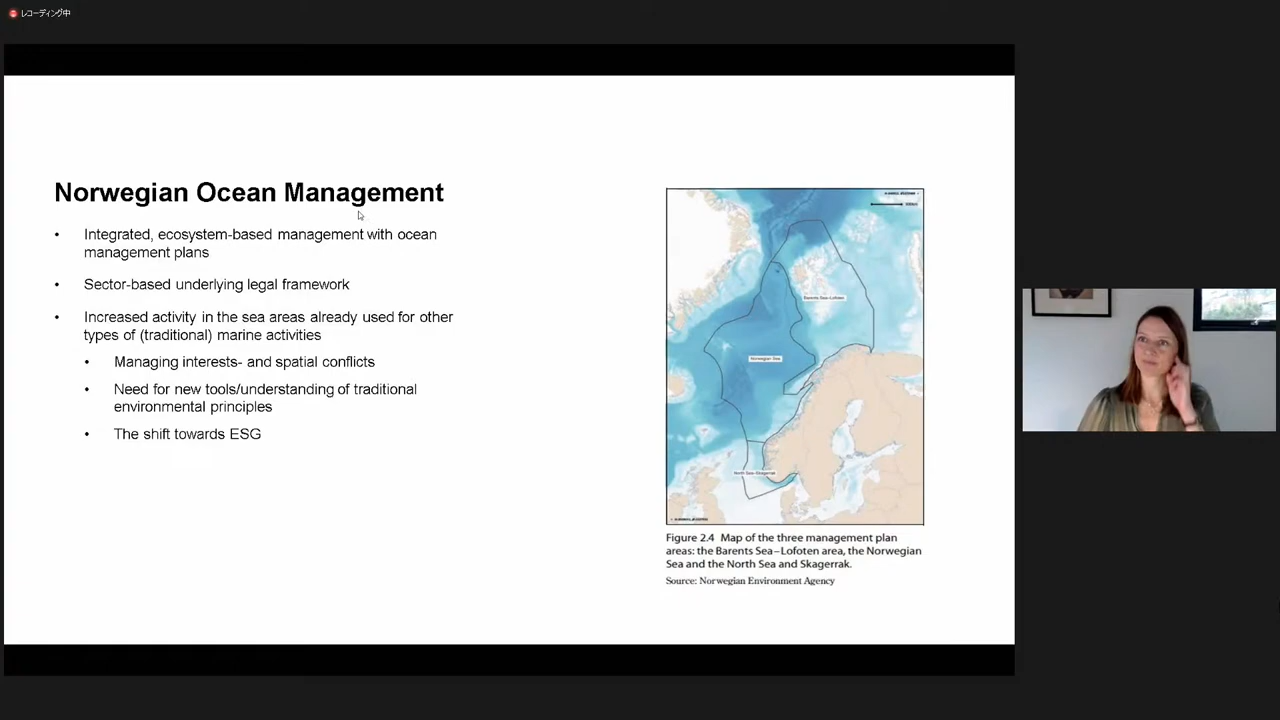 レコーディング中
Norwegian Ocean Management
• Integrated, ecosystem-based management with ocean
management plans
• Sector-based underlying legal framework
• Increased activity in the sea areas already used for other
types of (traditional) marine activities
• Managing interests- and spatial conflicts
• Need for new tools/understanding of traditional
environmental principles
• The shift towards ESG
Barents Sea-Lofoten
Norwegian Sea
North Sea-Skagerrak
Figure 2.4 Map of the three management plan
areas: the Barents Sea–Lofoten area, the Norwegian
Sea and the North Sea and Skagerrak.
Source: Norwegian Environment Agency